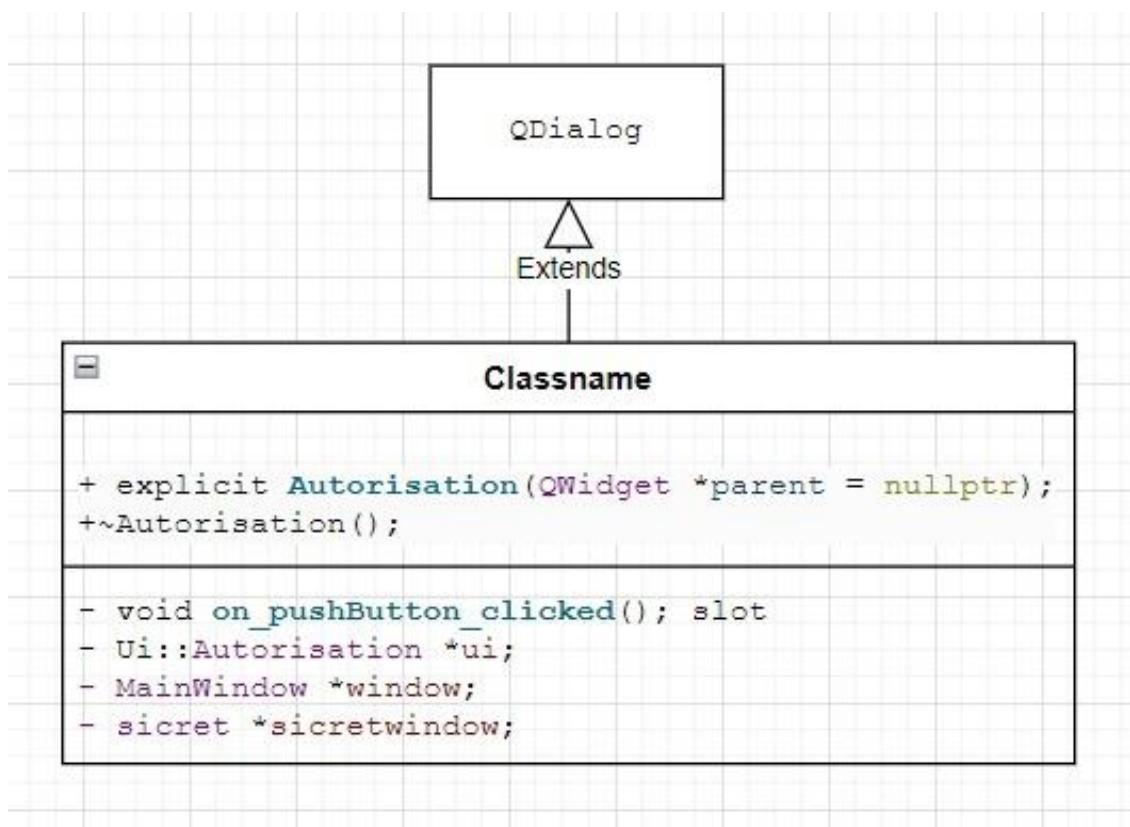 QDialog
Extends
Classname
+ explicit Autorisation(QWidget *parent = nullptr);
+~Autorisation();
- void on_pushButton_clicked(); slot
- Ui::Autorisation *ui;
- MainWindow *window;
- sicret *sicretwindow;